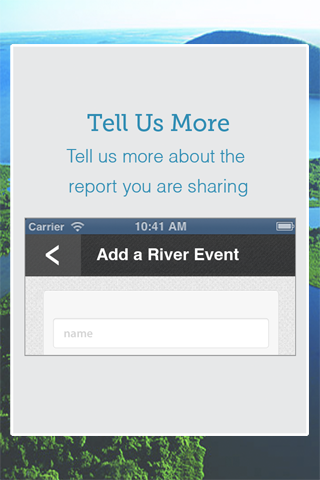 Tell Us More
Tell us more about the
report you are sharing
Carrier 10:41 AM
< Add a River Event
name